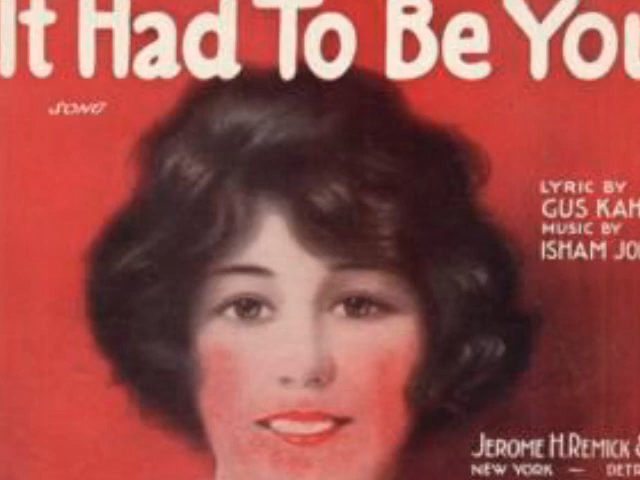 It Had To Be You
SONG
LYRIC BY
GUS KAH
MUSIC BY
ISHAM JO
JEROME H. REMICK &
NEW YORK — DETR